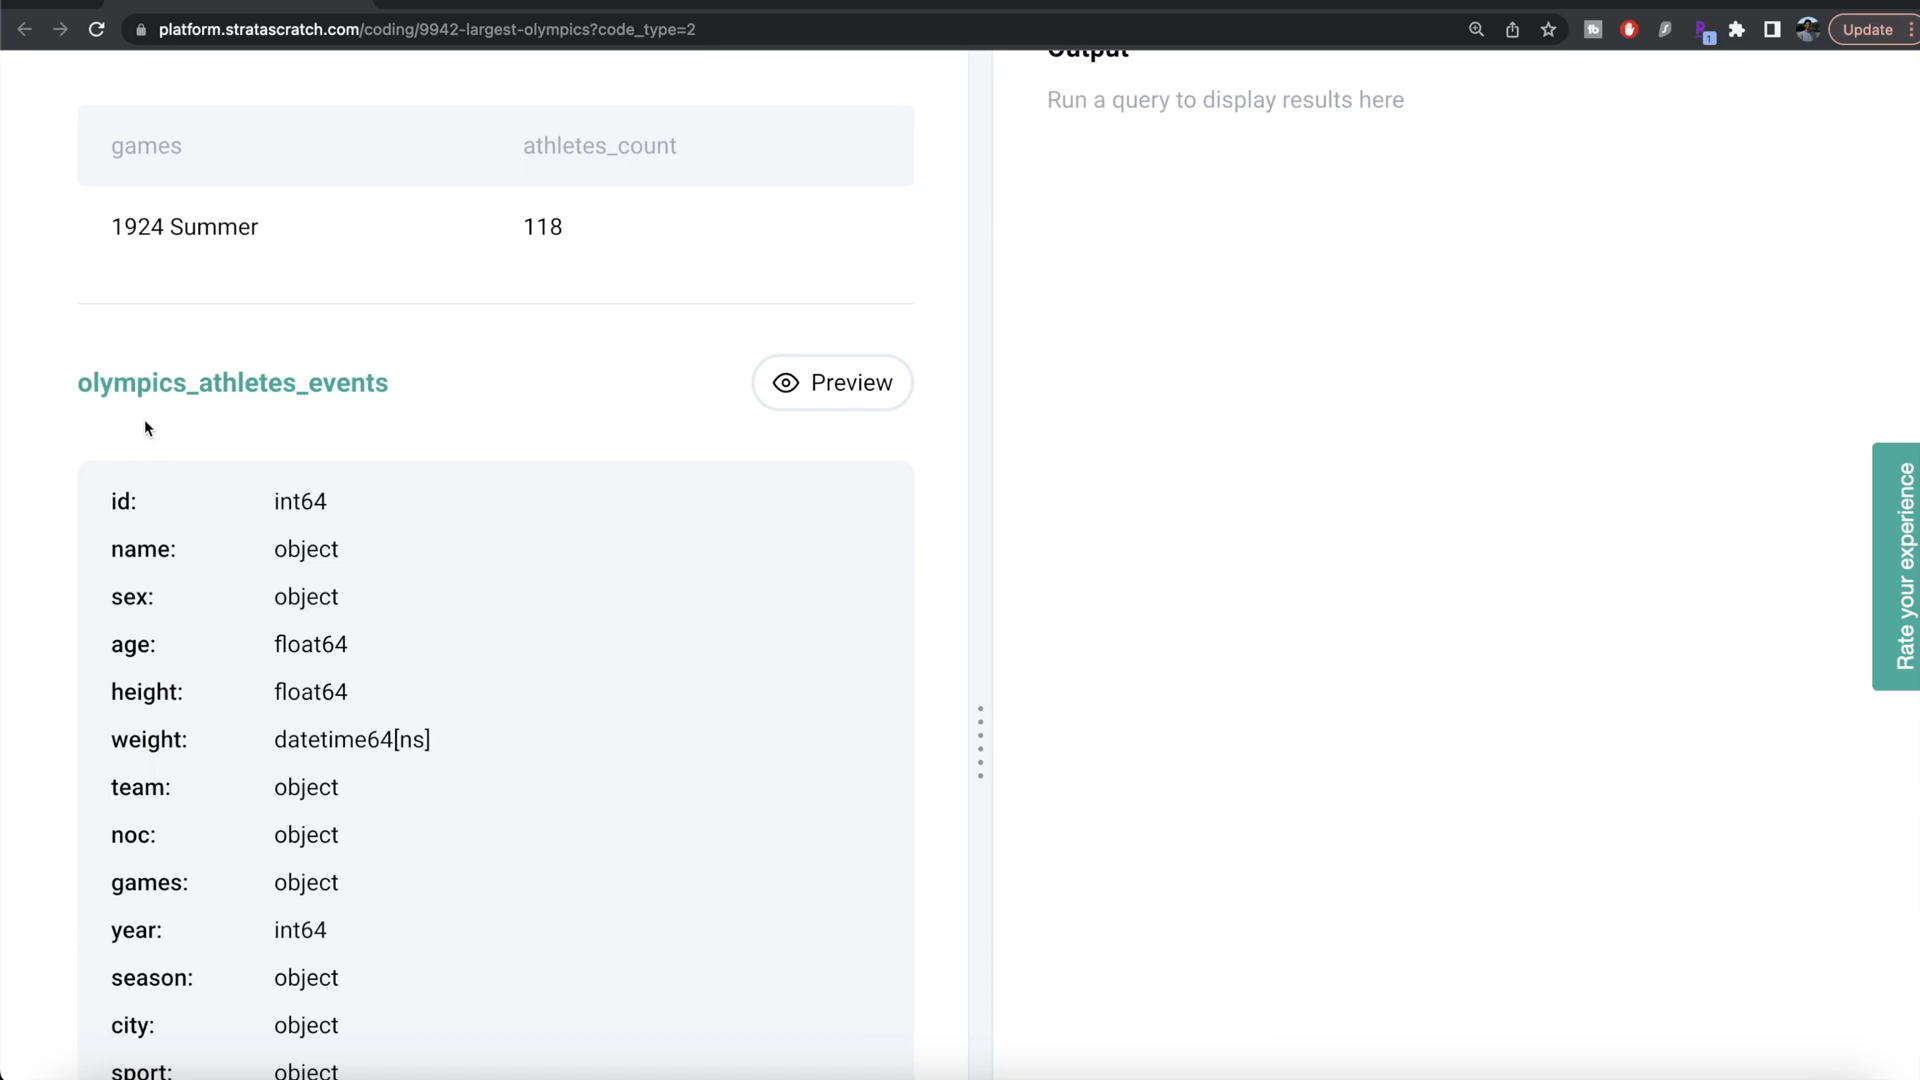 platform.stratascratch.com/coding/9942-largest-olympics?code_type=2
1
Update
Output
Run a query to display results here
games athletes_count
1924 Summer 118
olympics_athletes_events
Preview
id: int64
name: object
sex: object
age: float64
height: float64
weight: datetime64[ns]
team: object
noc: object
games: object
year: int64
season: object
city: object
sport: object
Rate your experience